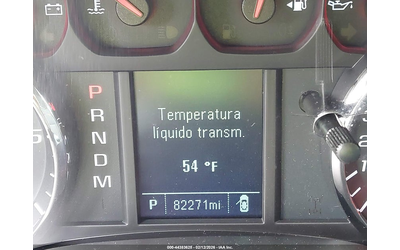 P
R
N
D
M
Temperatura
líquido transm.
54 °F
P 82271mi